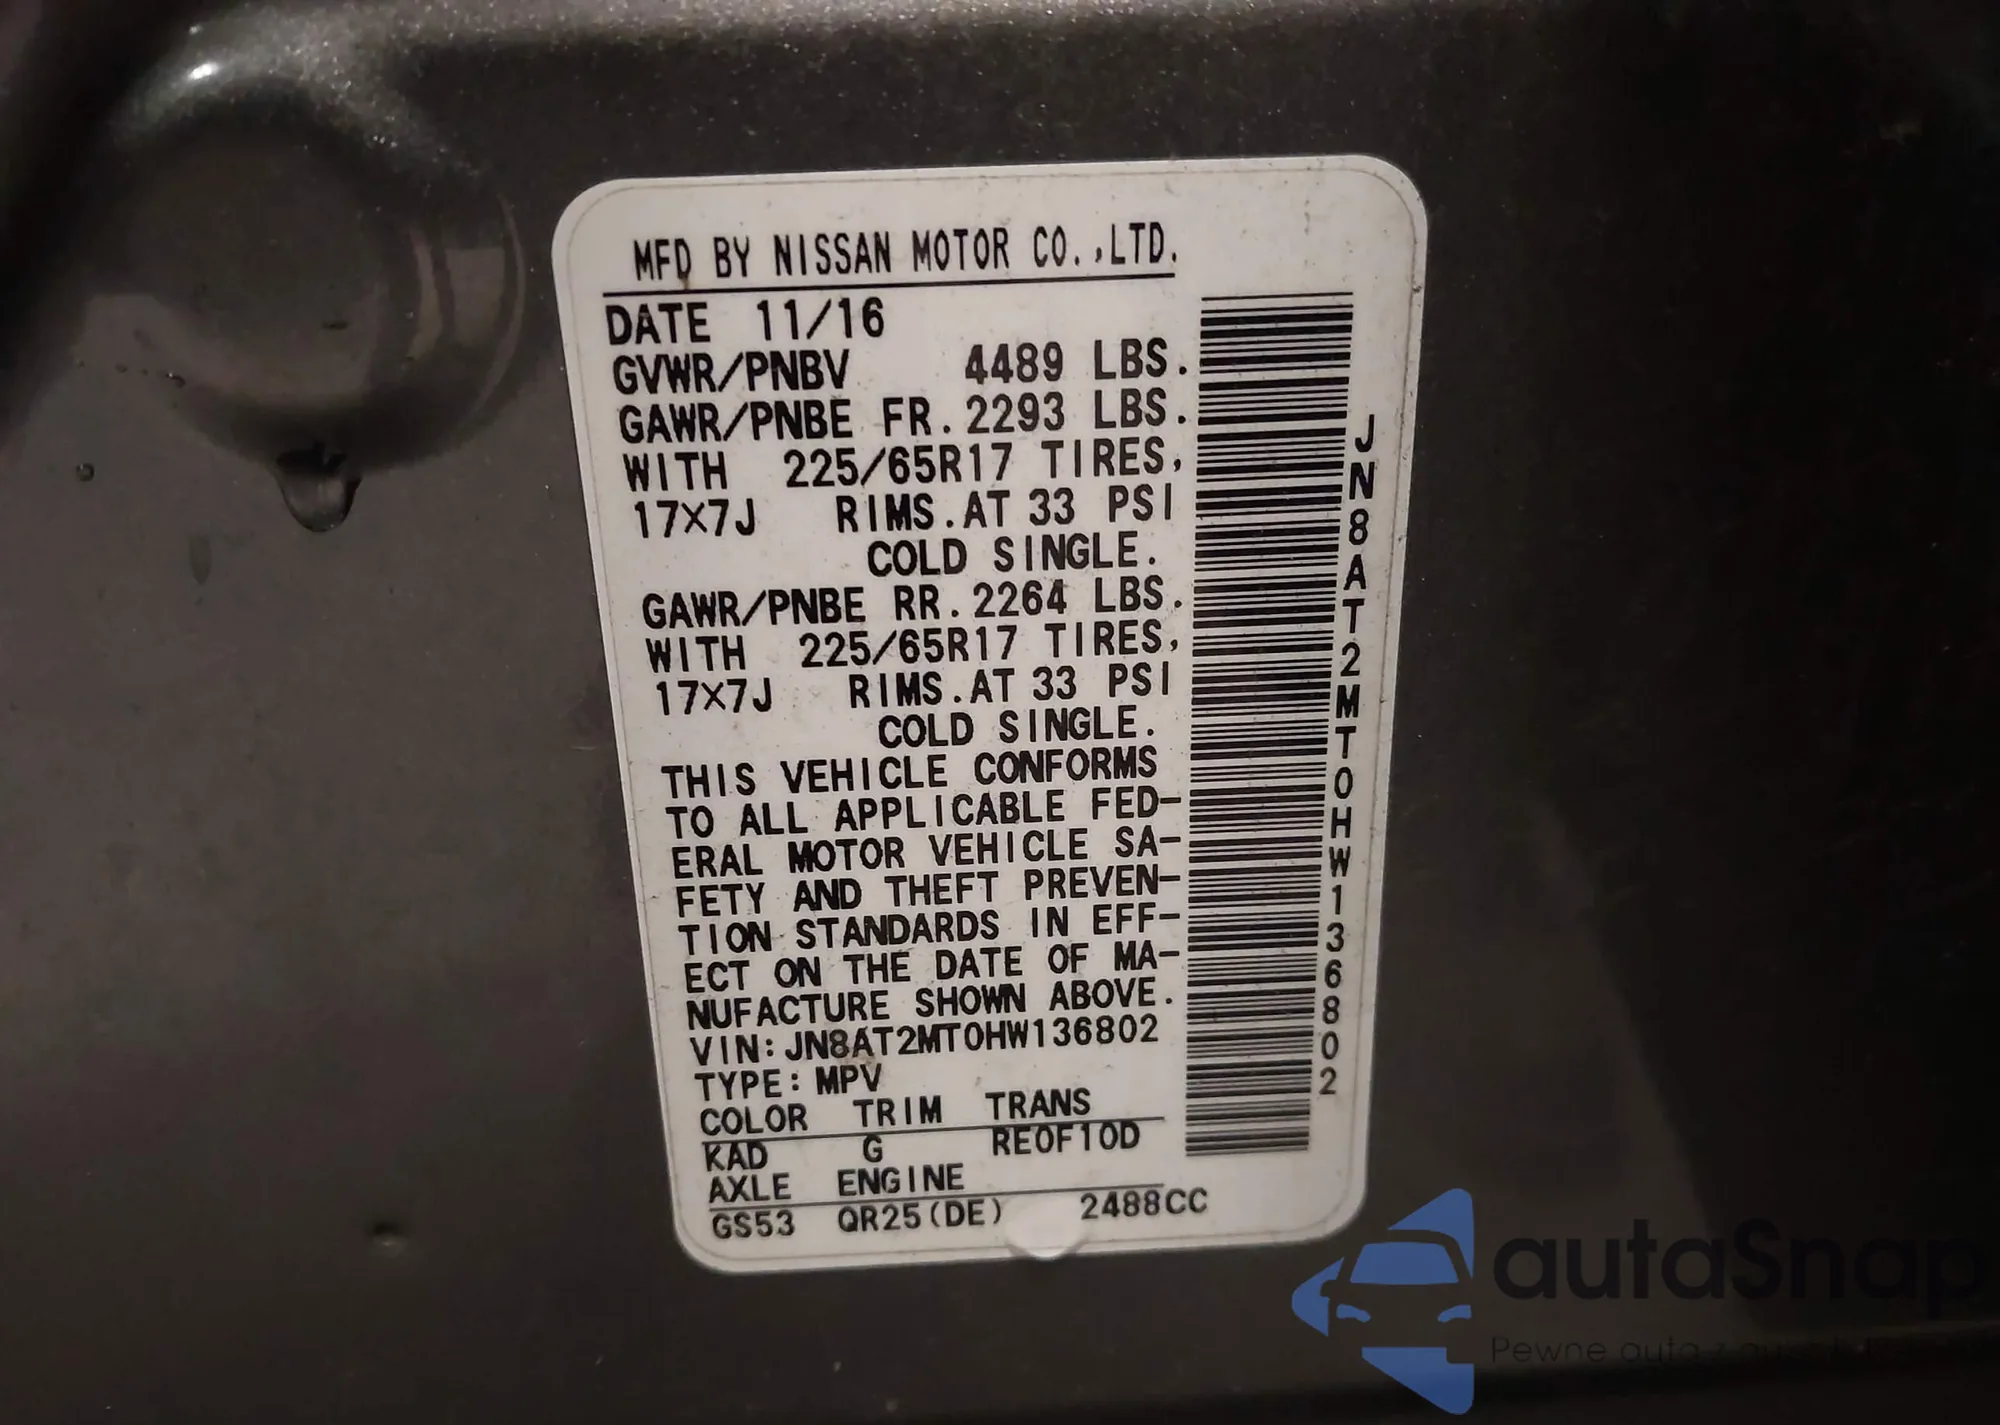 MFD BY NISSAN MOTOR CO.,LTD.
DATE 11/16
GVWR/PNBV 4489 LBS.
GAWR/PNBE FR. 2293 LBS.
WITH 225/65R17 TIRES,
17×7J RIMS.AT 33 PSI
COLD SINGLE.
GAWR/PNBE RR. 2264 LBS.
WITH 225/65R17 TIRES,
17×7J RIMS.AT 33 PSI
COLD SINGLE.
THIS VEHICLE CONFORMS
TO ALL APPLICABLE FED-
ERAL MOTOR VEHICLE SA-
FETY AND THEFT PREVEN-
TION STANDARDS IN EFF-
ECT ON THE DATE OF MA-
NUFACTURE SHOWN ABOVE.
VIN: JN8AT2MT0HW136802
TYPE: MPV
COLOR TRIM TRANS
KAD G RE0F10D
AXLE ENGINE
GS53 QR25(DE) 2488CC
JN8AT2MT0HW136802
autaSnap
Pewne auta z